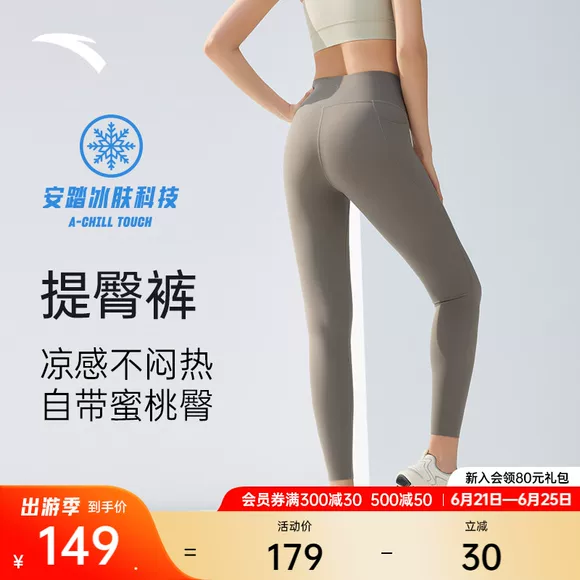 安踏冰肤科技
A-CHILL TOUCH
提臀裤
凉感不闷热
自带蜜桃臀
新入会领80元礼包
出游季 到手价
会员券满300减30 500减50 6月21日—6月25日
¥149 = 活动价 179 - 立减 30